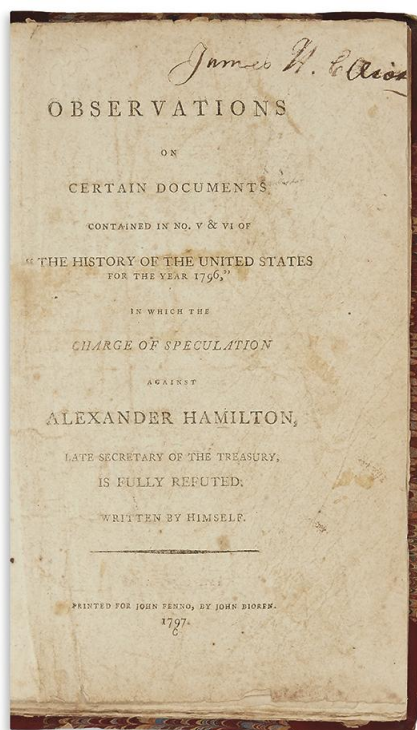 James H.
OBSERVATIONS
ON
CERTAIN DOCUMENTS
CONTAINED IN NO. V & VI OF
“THE HISTORY OF THE UNITED STATES
FOR THE YEAR 1796,”
IN WHICH THE
CHARGE OF SPECULATION
AGAINST
ALEXANDER HAMILTON,
LATE SECRETARY OF THE TREASURY,
IS FULLY REFUTED.
WRITTEN BY HIMSELF.
PRINTED FOR JOHN FENNO, BY JOHN BIOREN.
1797.